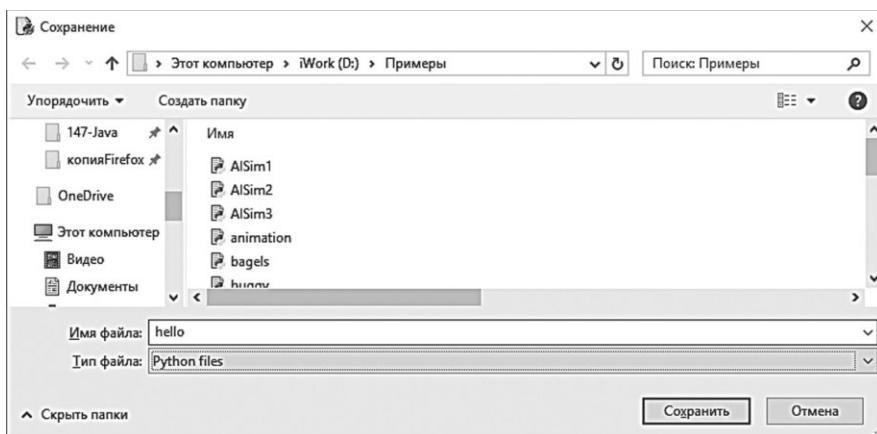 Сохранение
Этот компьютер > iWork (D:) > Примеры
Поиск: Примеры
Упорядочить Создать папку
147-Java
копияFirefox
OneDrive
Этот компьютер
Видео
Документы
Имя
AISim1
AISim2
AISim3
animation
bagels
buggy
Имя файла: hello
Тип файла: Python files
Скрыть папки
Сохранить Отмена